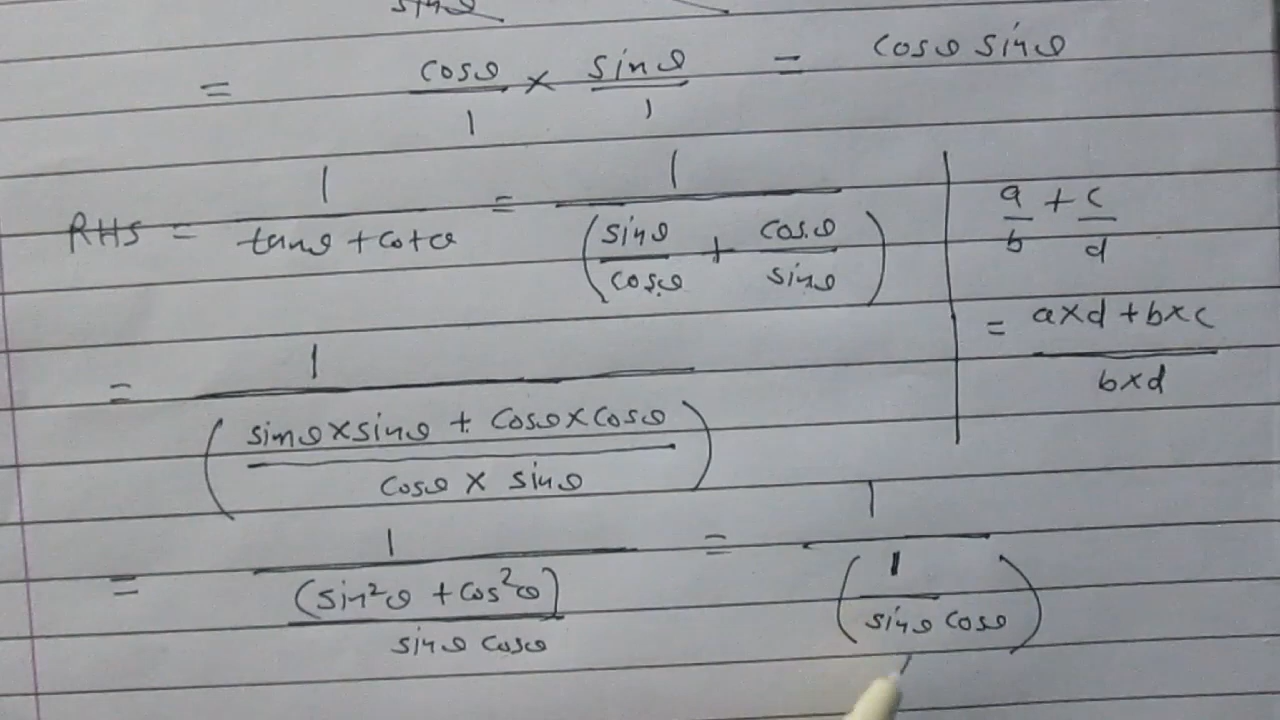 sinθ
= cosθ/1 × sinθ/1 = cosθ sinθ
RHS = 1/(tanθ + cotθ) = 1/(sinθ/cosθ + cosθ/sinθ)
a/b + c/d
= (a×d + b×c)/(b×d)
= 1/((sinθ×sinθ + cosθ×cosθ)/(cosθ × sinθ))
= 1/((sin²θ + cos²θ)/(sinθ cosθ)) = 1/(1/(sinθ cosθ))